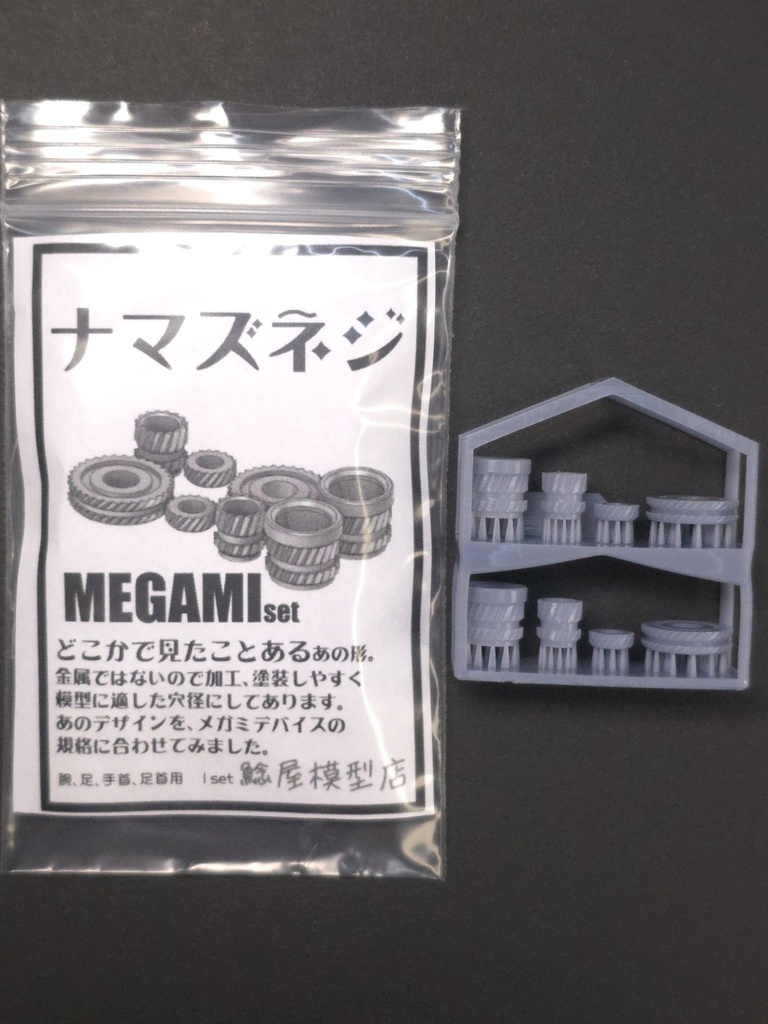 ナマズネジ
MEGAMI set
どこかで見たことあるあの形。
金属ではないので加工、塗装しやすく
模型に適した穴径にしてあります。
あのデザインを、メガミデバイスの
規格に合わせてみました。
腕、足、手首、足首用 1set 鯰屋模型店